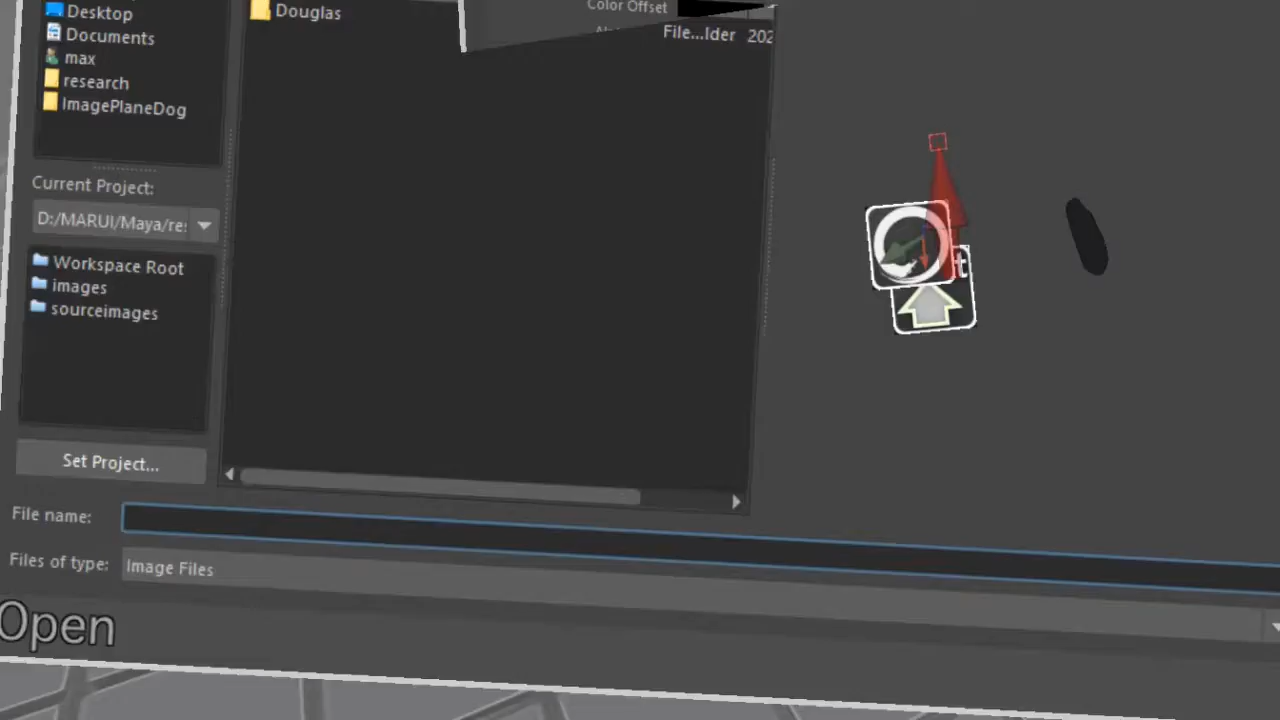 Desktop
Documents
max
research
ImagePlaneDog
Current Project:
D:/MARUI/Maya/re
Workspace Root
images
sourceimages
Set Project...
Douglas
Color Offset
File...lder 202
t
File name:
Files of type:
Image Files
Open